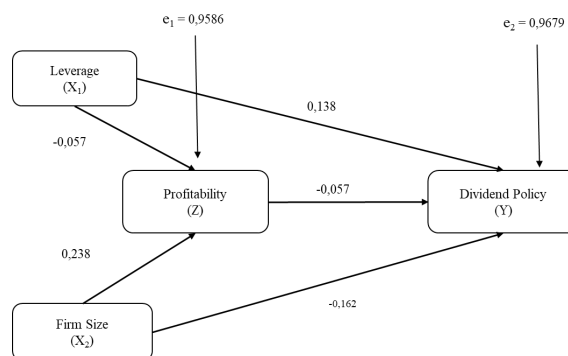 e₁ = 0,9586
e₂ = 0,9679
Leverage
(X₁)
0,138
-0,057
Profitability
(Z)
-0,057
Dividend Policy
(Y)
0,238
-0,162
Firm Size
(X₂)